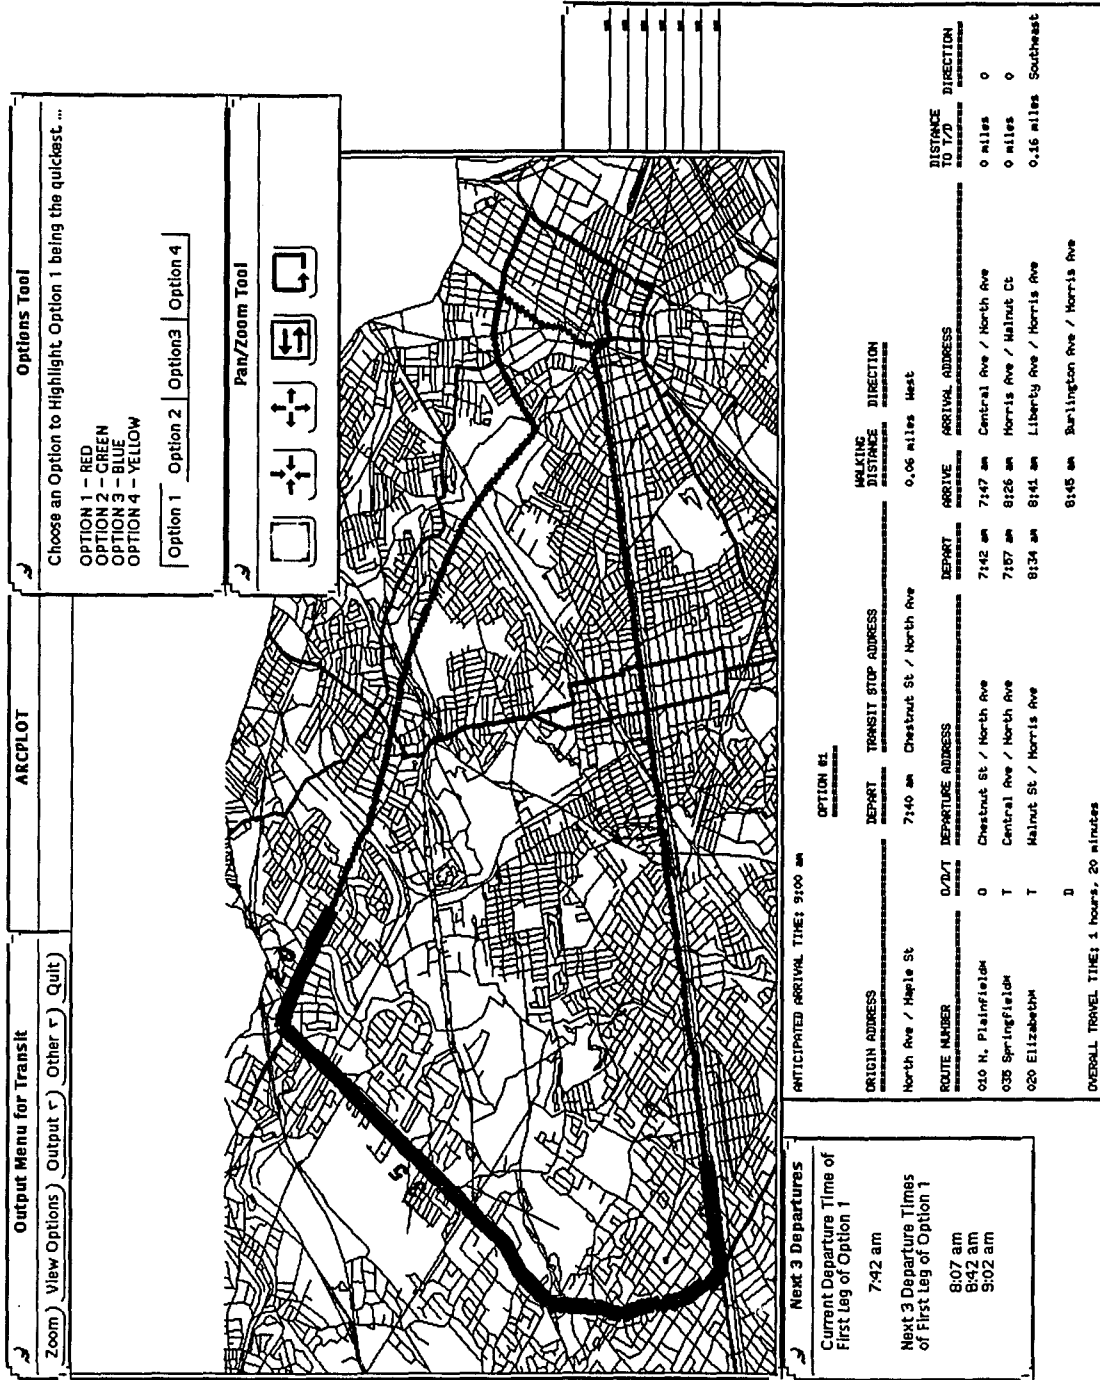 Output Menu for Transit
Zoom View Options Output Other Quit
ARCPLOT
Options Tool
Choose an Option to Highlight, Option 1 being the quickest ...
OPTION 1 - RED
OPTION 2 - GREEN
OPTION 3 - BLUE
OPTION 4 - YELLOW
Option 1 Option 2 Option3 Option 4
Pan/Zoom Tool
5
Next 3 Departures
Current Departure Time of
First Leg of Option 1
7:42 am
Next 3 Departure Times
of First Leg of Option 1
8:07 am
8:42 am
9:02 am
ANTICIPATED ARRIVAL TIME: 9:00 am
OPTION #1
ORIGIN ADDRESS DEPART TRANSIT STOP ADDRESS WALKING DISTANCE DIRECTION
North Ave / Maple St 7:40 am Chestnut St / North Ave 0.06 miles West
ROUTE NUMBER O/D/T DEPARTURE ADDRESS DEPART ARRIVE ARRIVAL ADDRESS DISTANCE TO T/D DIRECTION
010 N. PlainfieldW O Chestnut St / North Ave 7:42 am 7:47 am Central Ave / North Ave 0 miles 0
035 SpringfieldW T Central Ave / North Ave 7:57 am 8:26 am Morris Ave / Walnut Ct 0 miles 0
020 ElizabethW T Walnut St / Morris Ave 8:34 am 8:41 am Liberty Ave / Morris Ave 0.16 miles Southeast
D 8:45 am Burlington Ave / Morris Ave
OVERALL TRAVEL TIME: 1 hours, 20 minutes